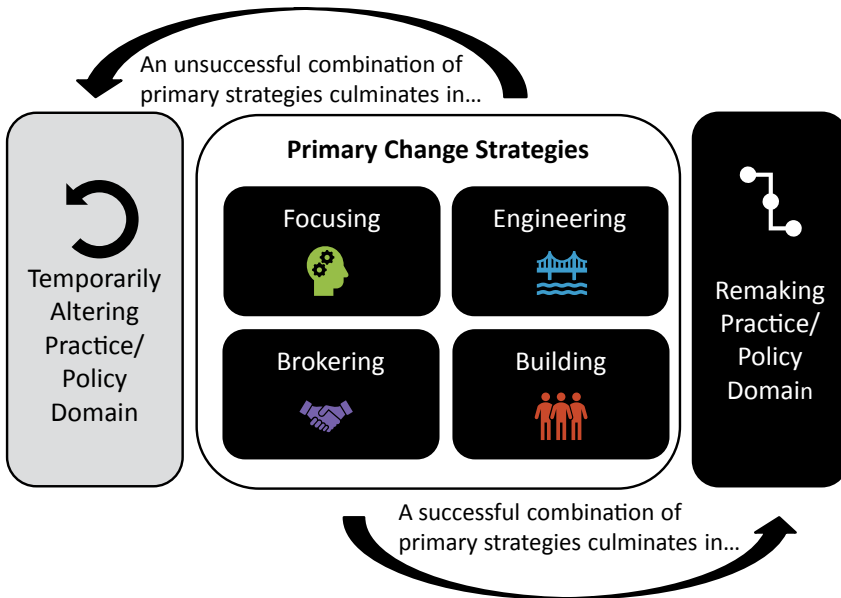 An unsuccessful combination of
primary strategies culminates in...
Temporarily
Altering
Practice/
Policy
Domain
Primary Change Strategies
Focusing
Engineering
Brokering
Building
Remaking
Practice/
Policy
Domain
A successful combination of
primary strategies culminates in...